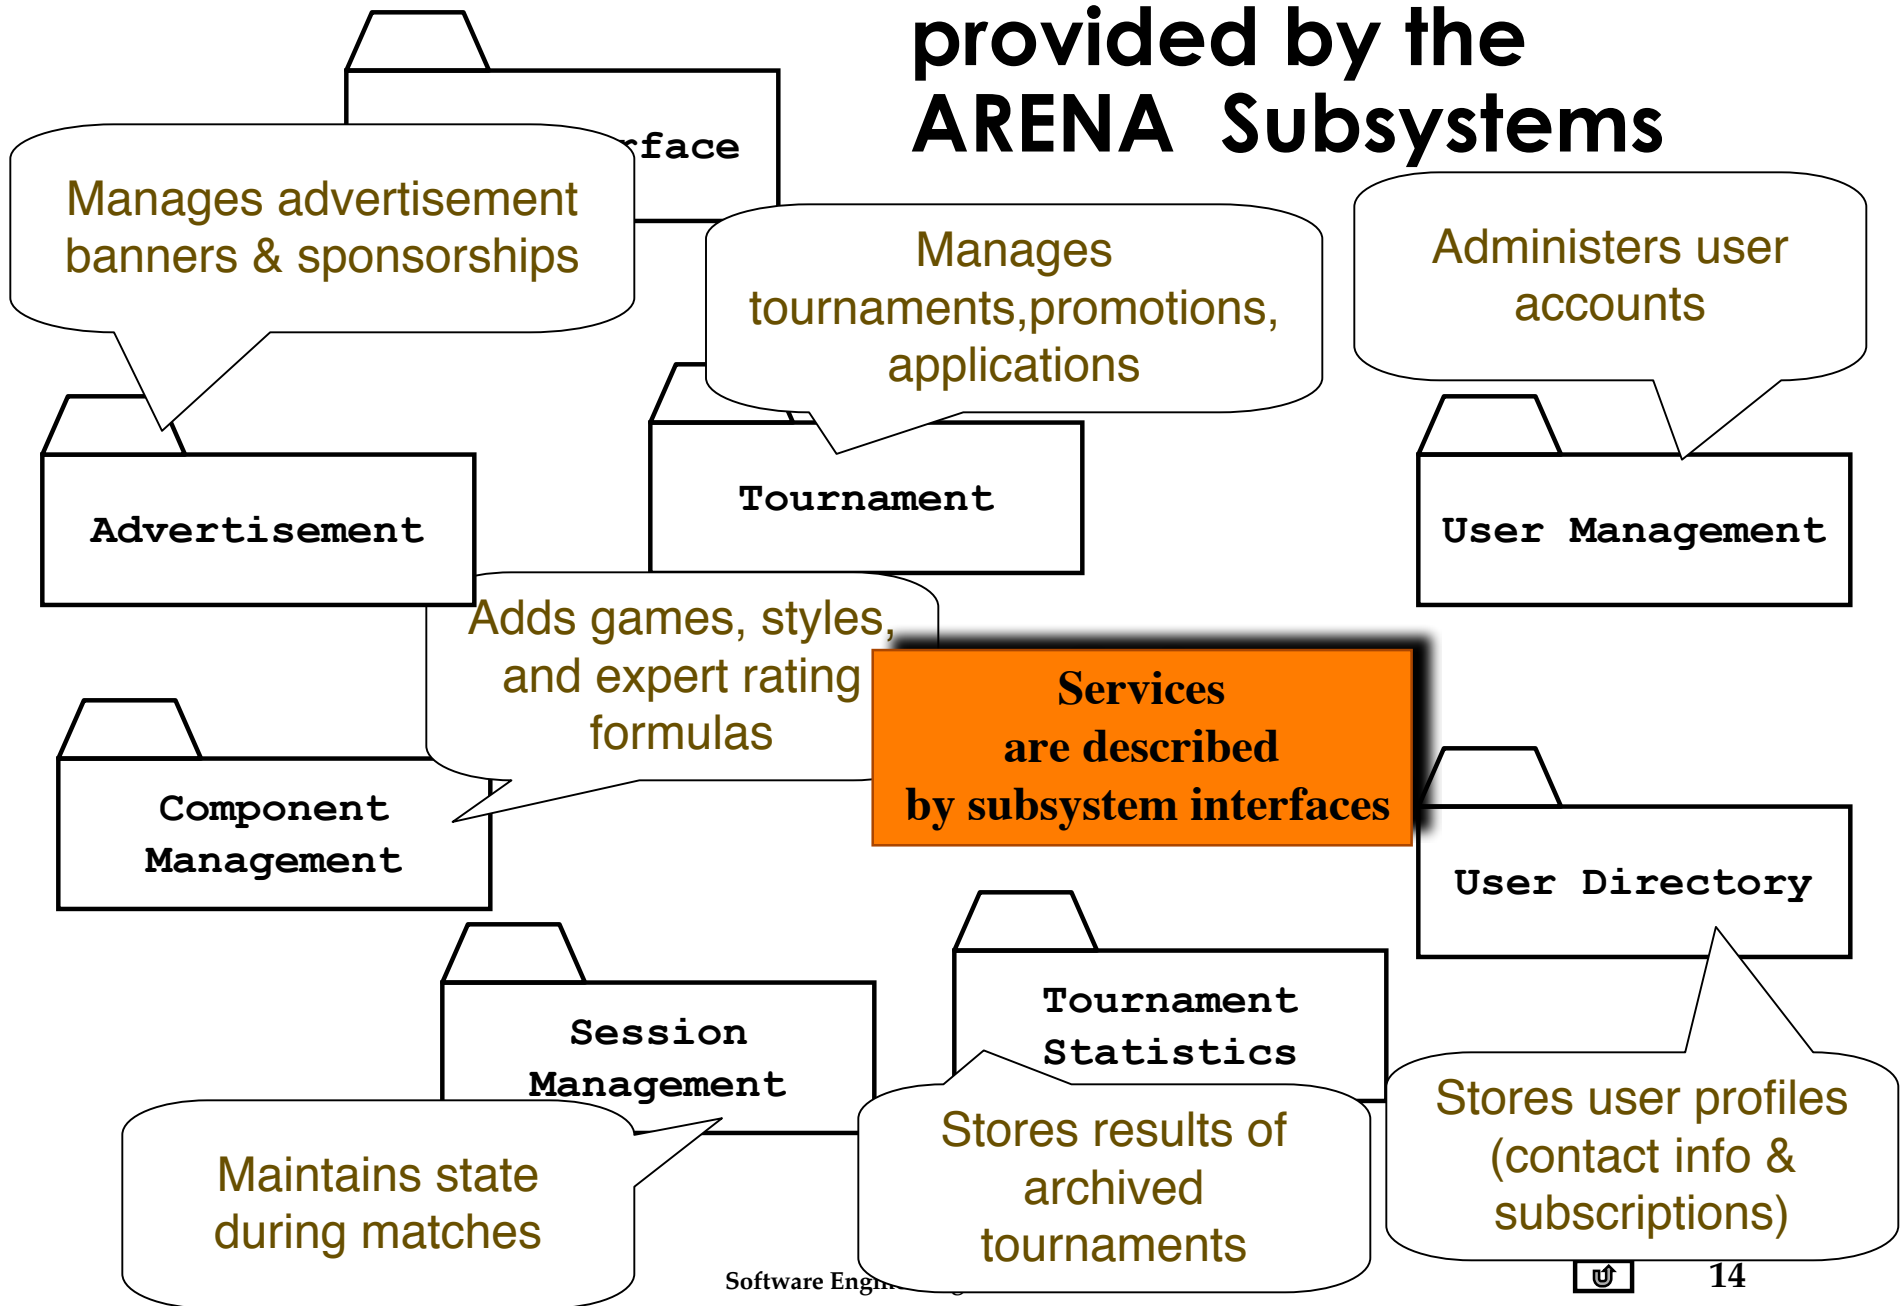 provided by the
ARENA Subsystems
rface
Manages advertisement
banners & sponsorships
Manages
tournaments,promotions,
applications
Administers user
accounts
Advertisement
Tournament
User Management
Adds games, styles,
and expert rating
formulas
Services
are described
by subsystem interfaces
Component
Management
User Directory
Session
Management
Tournament
Statistics
Maintains state
during matches
Stores results of
archived
tournaments
Stores user profiles
(contact info &
subscriptions)
Software
14